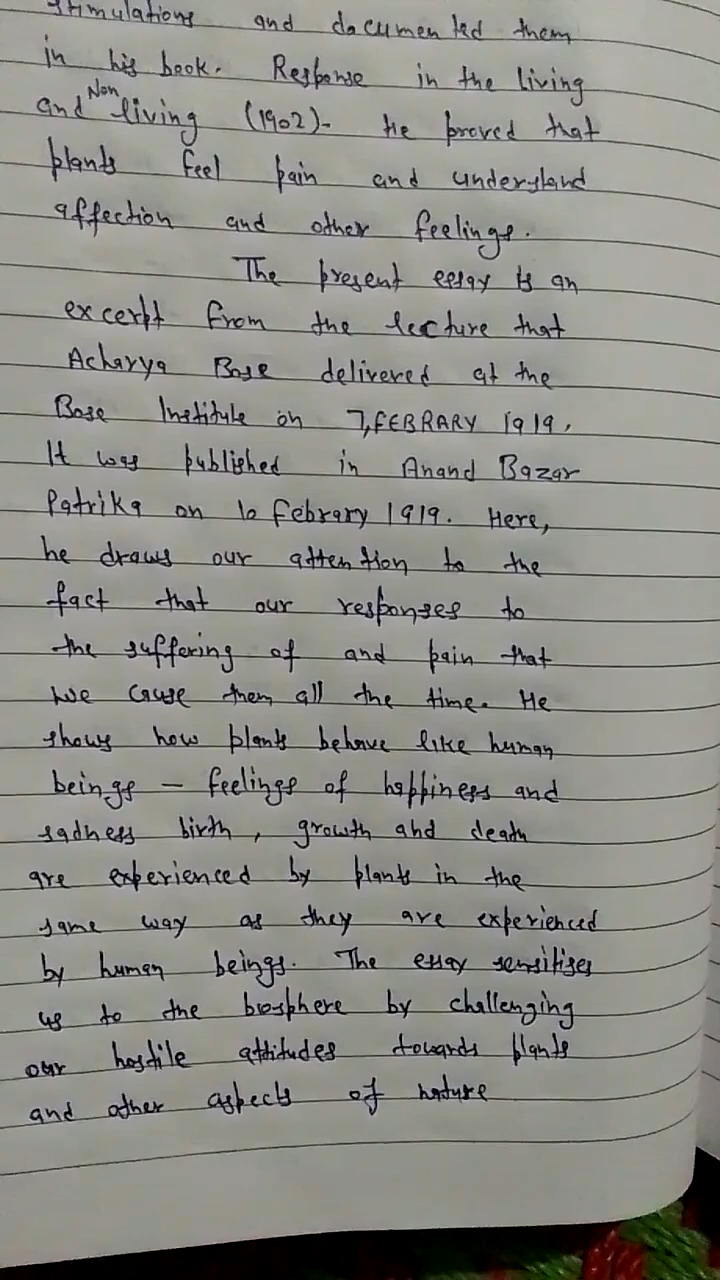 stimulations and documented them
in his book. Response in the living
and Non living (1902)- He proved that
plants feel pain and understand
affection and other feelings.
The present essay is an
excerpt from the lecture that
Acharya Bose delivered at the
Bose Institute on 7,FEBRARY 1919.
It was published in Anand Bazar
Patrika on 10 Febrary 1919. Here,
he draws our attention to the
fact that our responses to
the suffering of and pain that
we cause them all the time. He
shows how plants behave like human
beings - feelings of happiness and
sadness birth, growth and death
are experienced by plants in the
same way as they are experienced
by human beings. The essay sensitises
us to the biosphere by challenging
our hostile attitudes towards plants
and other aspects of nature